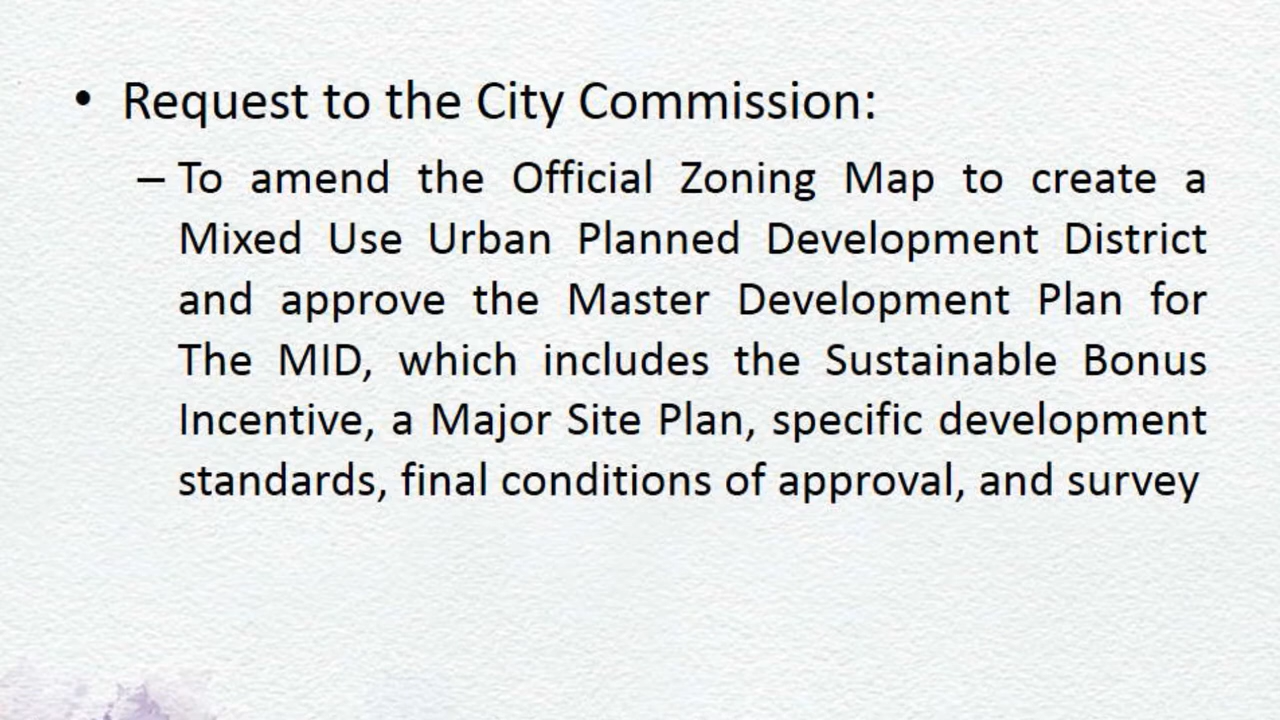 • Request to the City Commission:
– To amend the Official Zoning Map to create a
Mixed Use Urban Planned Development District
and approve the Master Development Plan for
The MID, which includes the Sustainable Bonus
Incentive, a Major Site Plan, specific development
standards, final conditions of approval, and survey